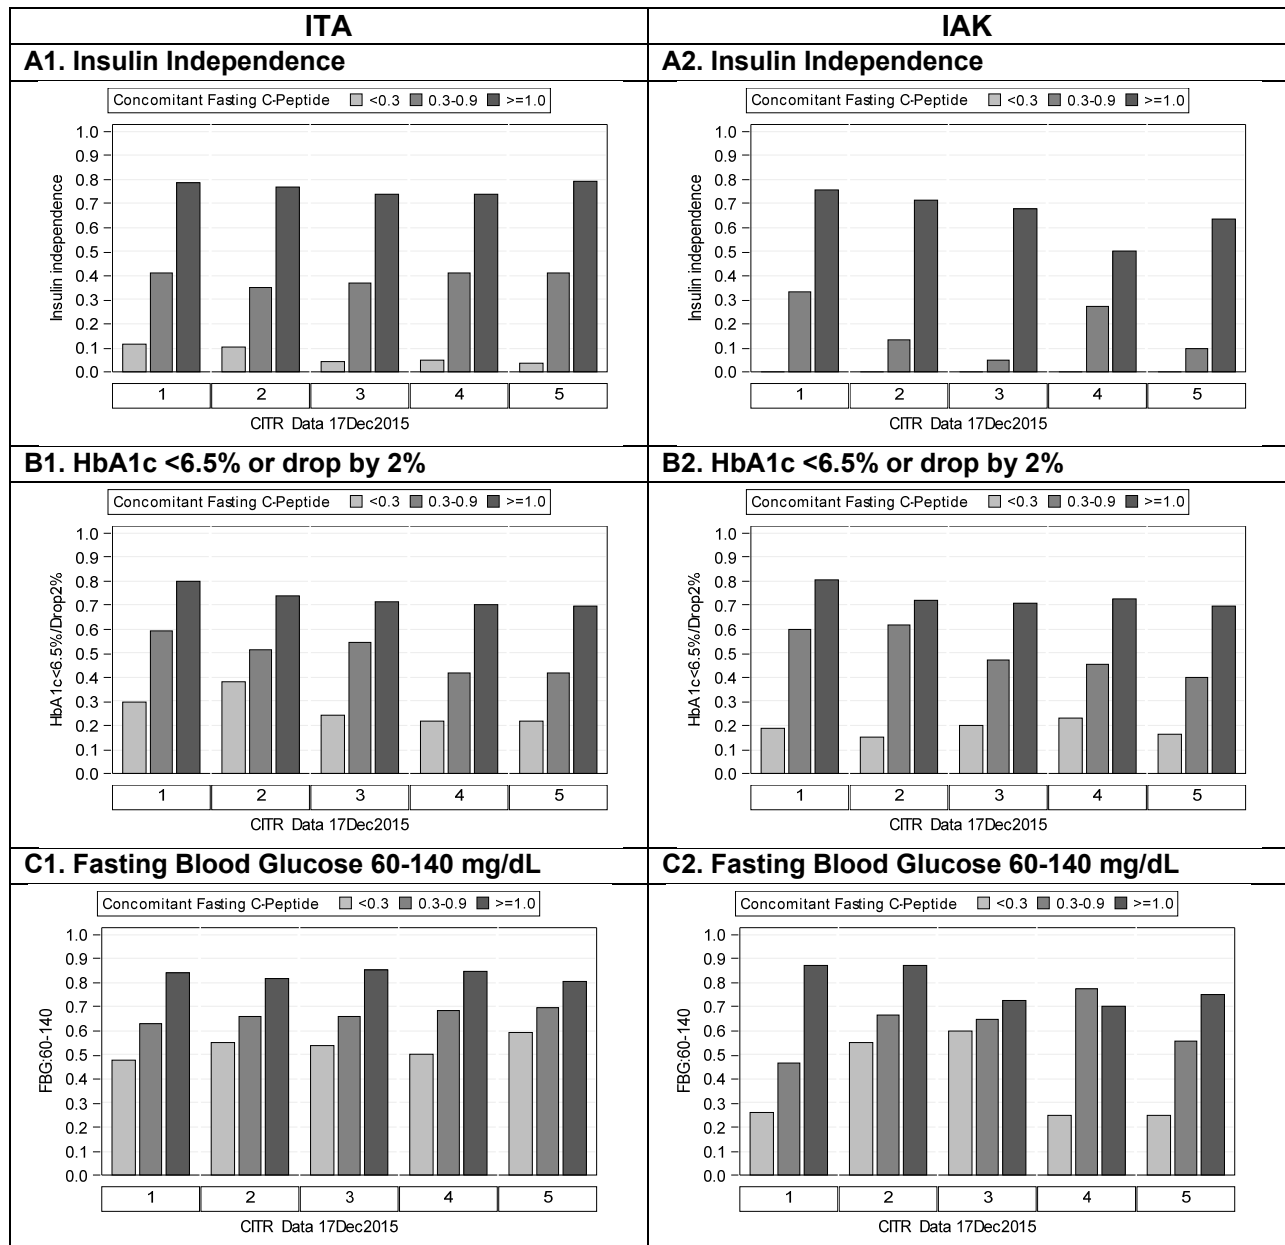 ITA
IAK
A1. Insulin Independence
A2. Insulin Independence
Concomitant Fasting C-Peptide <0.3 0.3-0.9 >=1.0
1.0
0.9
0.8
0.7
0.6
0.5
0.4
0.3
0.2
0.1
0.0
Insulin independence
1 2 3 4 5
CITR Data 17Dec2015
Concomitant Fasting C-Peptide <0.3 0.3-0.9 >=1.0
1.0
0.9
0.8
0.7
0.6
0.5
0.4
0.3
0.2
0.1
0.0
Insulin independence
1 2 3 4 5
CITR Data 17Dec2015
B1. HbA1c <6.5% or drop by 2%
B2. HbA1c <6.5% or drop by 2%
Concomitant Fasting C-Peptide <0.3 0.3-0.9 >=1.0
1.0
0.9
0.8
0.7
0.6
0.5
0.4
0.3
0.2
0.1
0.0
HbA1c<6.5%/Drop2%
1 2 3 4 5
CITR Data 17Dec2015
Concomitant Fasting C-Peptide <0.3 0.3-0.9 >=1.0
1.0
0.9
0.8
0.7
0.6
0.5
0.4
0.3
0.2
0.1
0.0
HbA1c<6.5%/Drop2%
1 2 3 4 5
CITR Data 17Dec2015
C1. Fasting Blood Glucose 60-140 mg/dL
C2. Fasting Blood Glucose 60-140 mg/dL
Concomitant Fasting C-Peptide <0.3 0.3-0.9 >=1.0
1.0
0.9
0.8
0.7
0.6
0.5
0.4
0.3
0.2
0.1
0.0
FBG:60-140
1 2 3 4 5
CITR Data 17Dec2015
Concomitant Fasting C-Peptide <0.3 0.3-0.9 >=1.0
1.0
0.9
0.8
0.7
0.6
0.5
0.4
0.3
0.2
0.1
0.0
FBG:60-140
1 2 3 4 5
CITR Data 17Dec2015